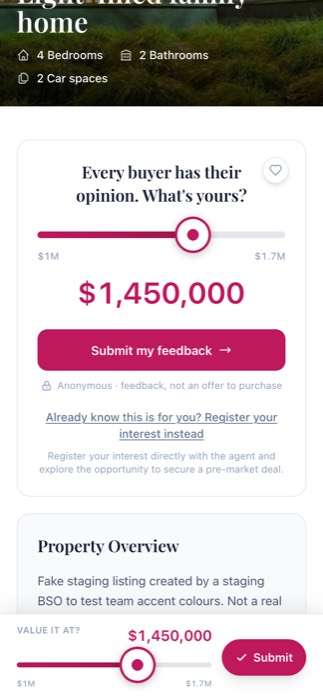 Light-filled family
home
4 Bedrooms 2 Bathrooms
2 Car spaces
Every buyer has their
opinion. What's yours?
$1M $1.7M
$1,450,000
Submit my feedback →
Anonymous · feedback, not an offer to purchase
Already know this is for you? Register your
interest instead
Register your interest directly with the agent and
explore the opportunity to secure a pre-market deal.
Property Overview
Fake staging listing created by a staging
BSO to test team accent colours. Not a real
VALUE IT AT? $1,450,000
Submit
$1M $1.7M